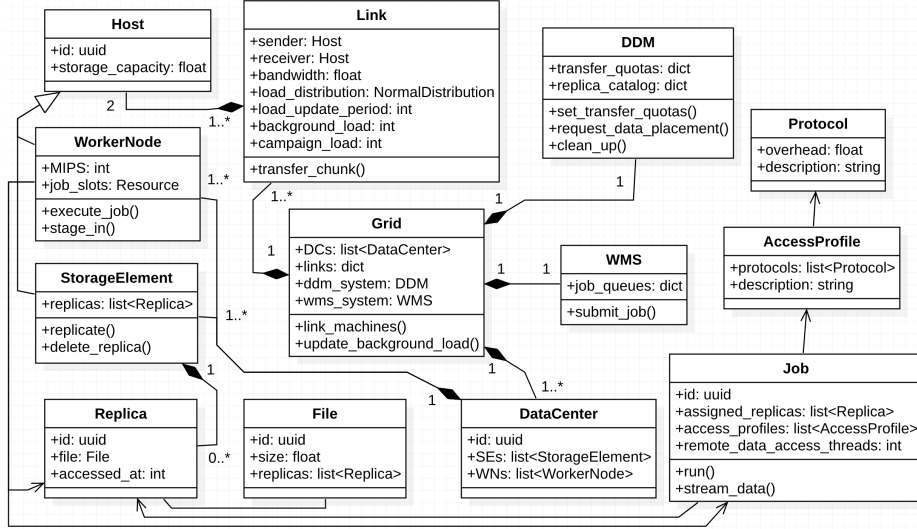 Host
+id: uuid
+storage_capacity: float
2
1..*
Link
+sender: Host
+receiver: Host
+bandwidth: float
+load_distribution: NormalDistribution
+load_update_period: int
+background_load: int
+campaign_load: int
+transfer_chunk()
DDM
+transfer_quotas: dict
+replica_catalog: dict
+set_transfer_quotas()
+request_data_placement()
+clean_up()
Protocol
+overhead: float
+description: string
WorkerNode
+MIPS: int
+job_slots: Resource
+execute_job()
+stage_in()
1..*
1..*
1
1
1
Grid
+DCs: list<DataCenter>
+links: dict
+ddm_system: DDM
+wms_system: WMS
+link_machines()
+update_background_load()
1
1
WMS
+job_queues: dict
+submit_job()
AccessProfile
+protocols: list<Protocol>
+description: string
StorageElement
+replicas: list<Replica>
+replicate()
+delete_replica()
1..*
1
1
1..*
1
Replica
+id: uuid
+file: File
+accessed_at: int
0..*
File
+id: uuid
+size: float
+replicas: list<Replica>
DataCenter
+id: uuid
+SEs: list<StorageElement>
+WNs: list<WorkerNode>
Job
+id: uuid
+assigned_replicas: list<Replica>
+access_profiles: list<AccessProfile>
+remote_data_access_threads: int
+run()
+stream_data()